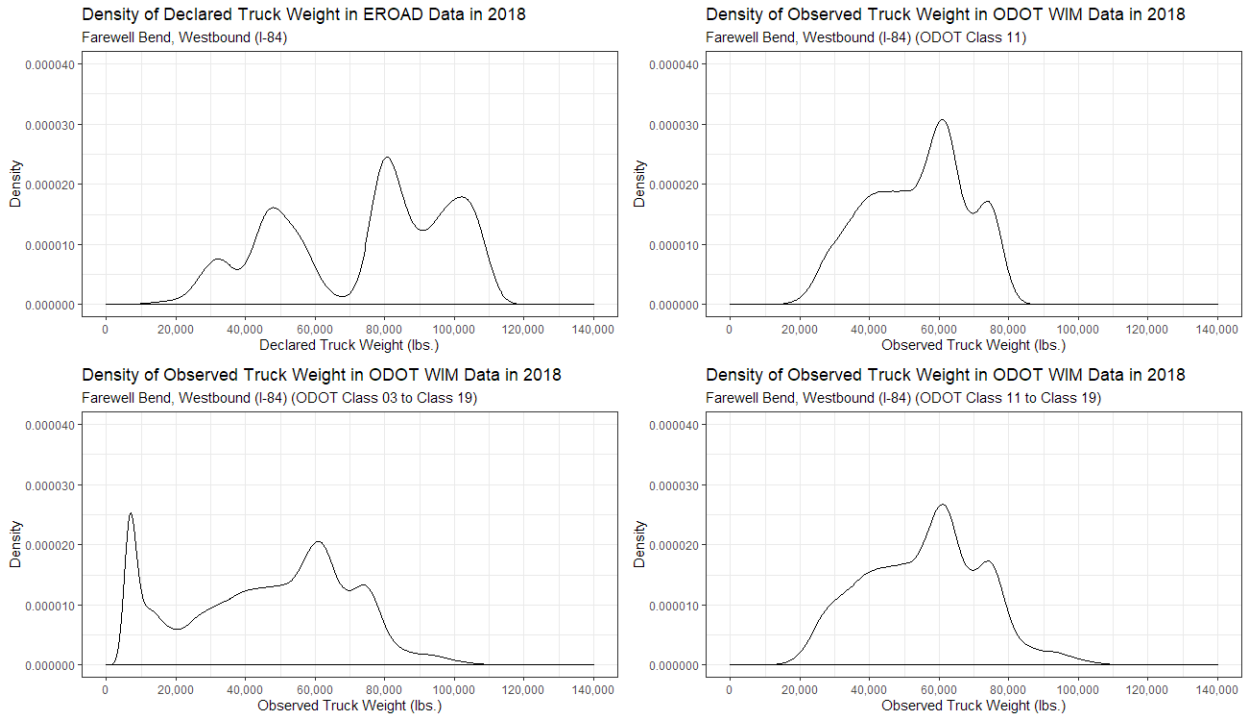 Density of Declared Truck Weight in EROAD Data in 2018
Farewell Bend, Westbound (I-84)
0.000040
0.000030
0.000020
0.000010
0.000000
Density
0 20,000 40,000 60,000 80,000 100,000 120,000 140,000
Declared Truck Weight (lbs.)
Density of Observed Truck Weight in ODOT WIM Data in 2018
Farewell Bend, Westbound (I-84) (ODOT Class 11)
0.000040
0.000030
0.000020
0.000010
0.000000
Density
0 20,000 40,000 60,000 80,000 100,000 120,000 140,000
Observed Truck Weight (lbs.)
Density of Observed Truck Weight in ODOT WIM Data in 2018
Farewell Bend, Westbound (I-84) (ODOT Class 03 to Class 19)
0.000040
0.000030
0.000020
0.000010
0.000000
Density
0 20,000 40,000 60,000 80,000 100,000 120,000 140,000
Observed Truck Weight (lbs.)
Density of Observed Truck Weight in ODOT WIM Data in 2018
Farewell Bend, Westbound (I-84) (ODOT Class 11 to Class 19)
0.000040
0.000030
0.000020
0.000010
0.000000
Density
0 20,000 40,000 60,000 80,000 100,000 120,000 140,000
Observed Truck Weight (lbs.)